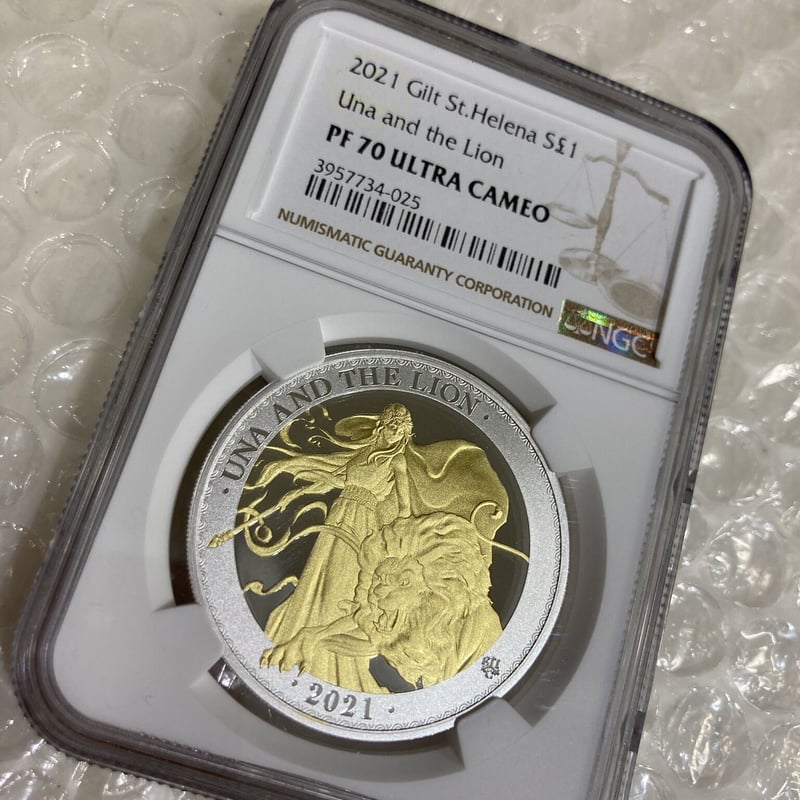 2021 Gilt St.Helena S£1
Una and the Lion
PF 70 ULTRA CAMEO
3957734-025
NUMISMATIC GUARANTY CORPORATION
NGC
· UNA AND THE LION ·
· 2021 ·